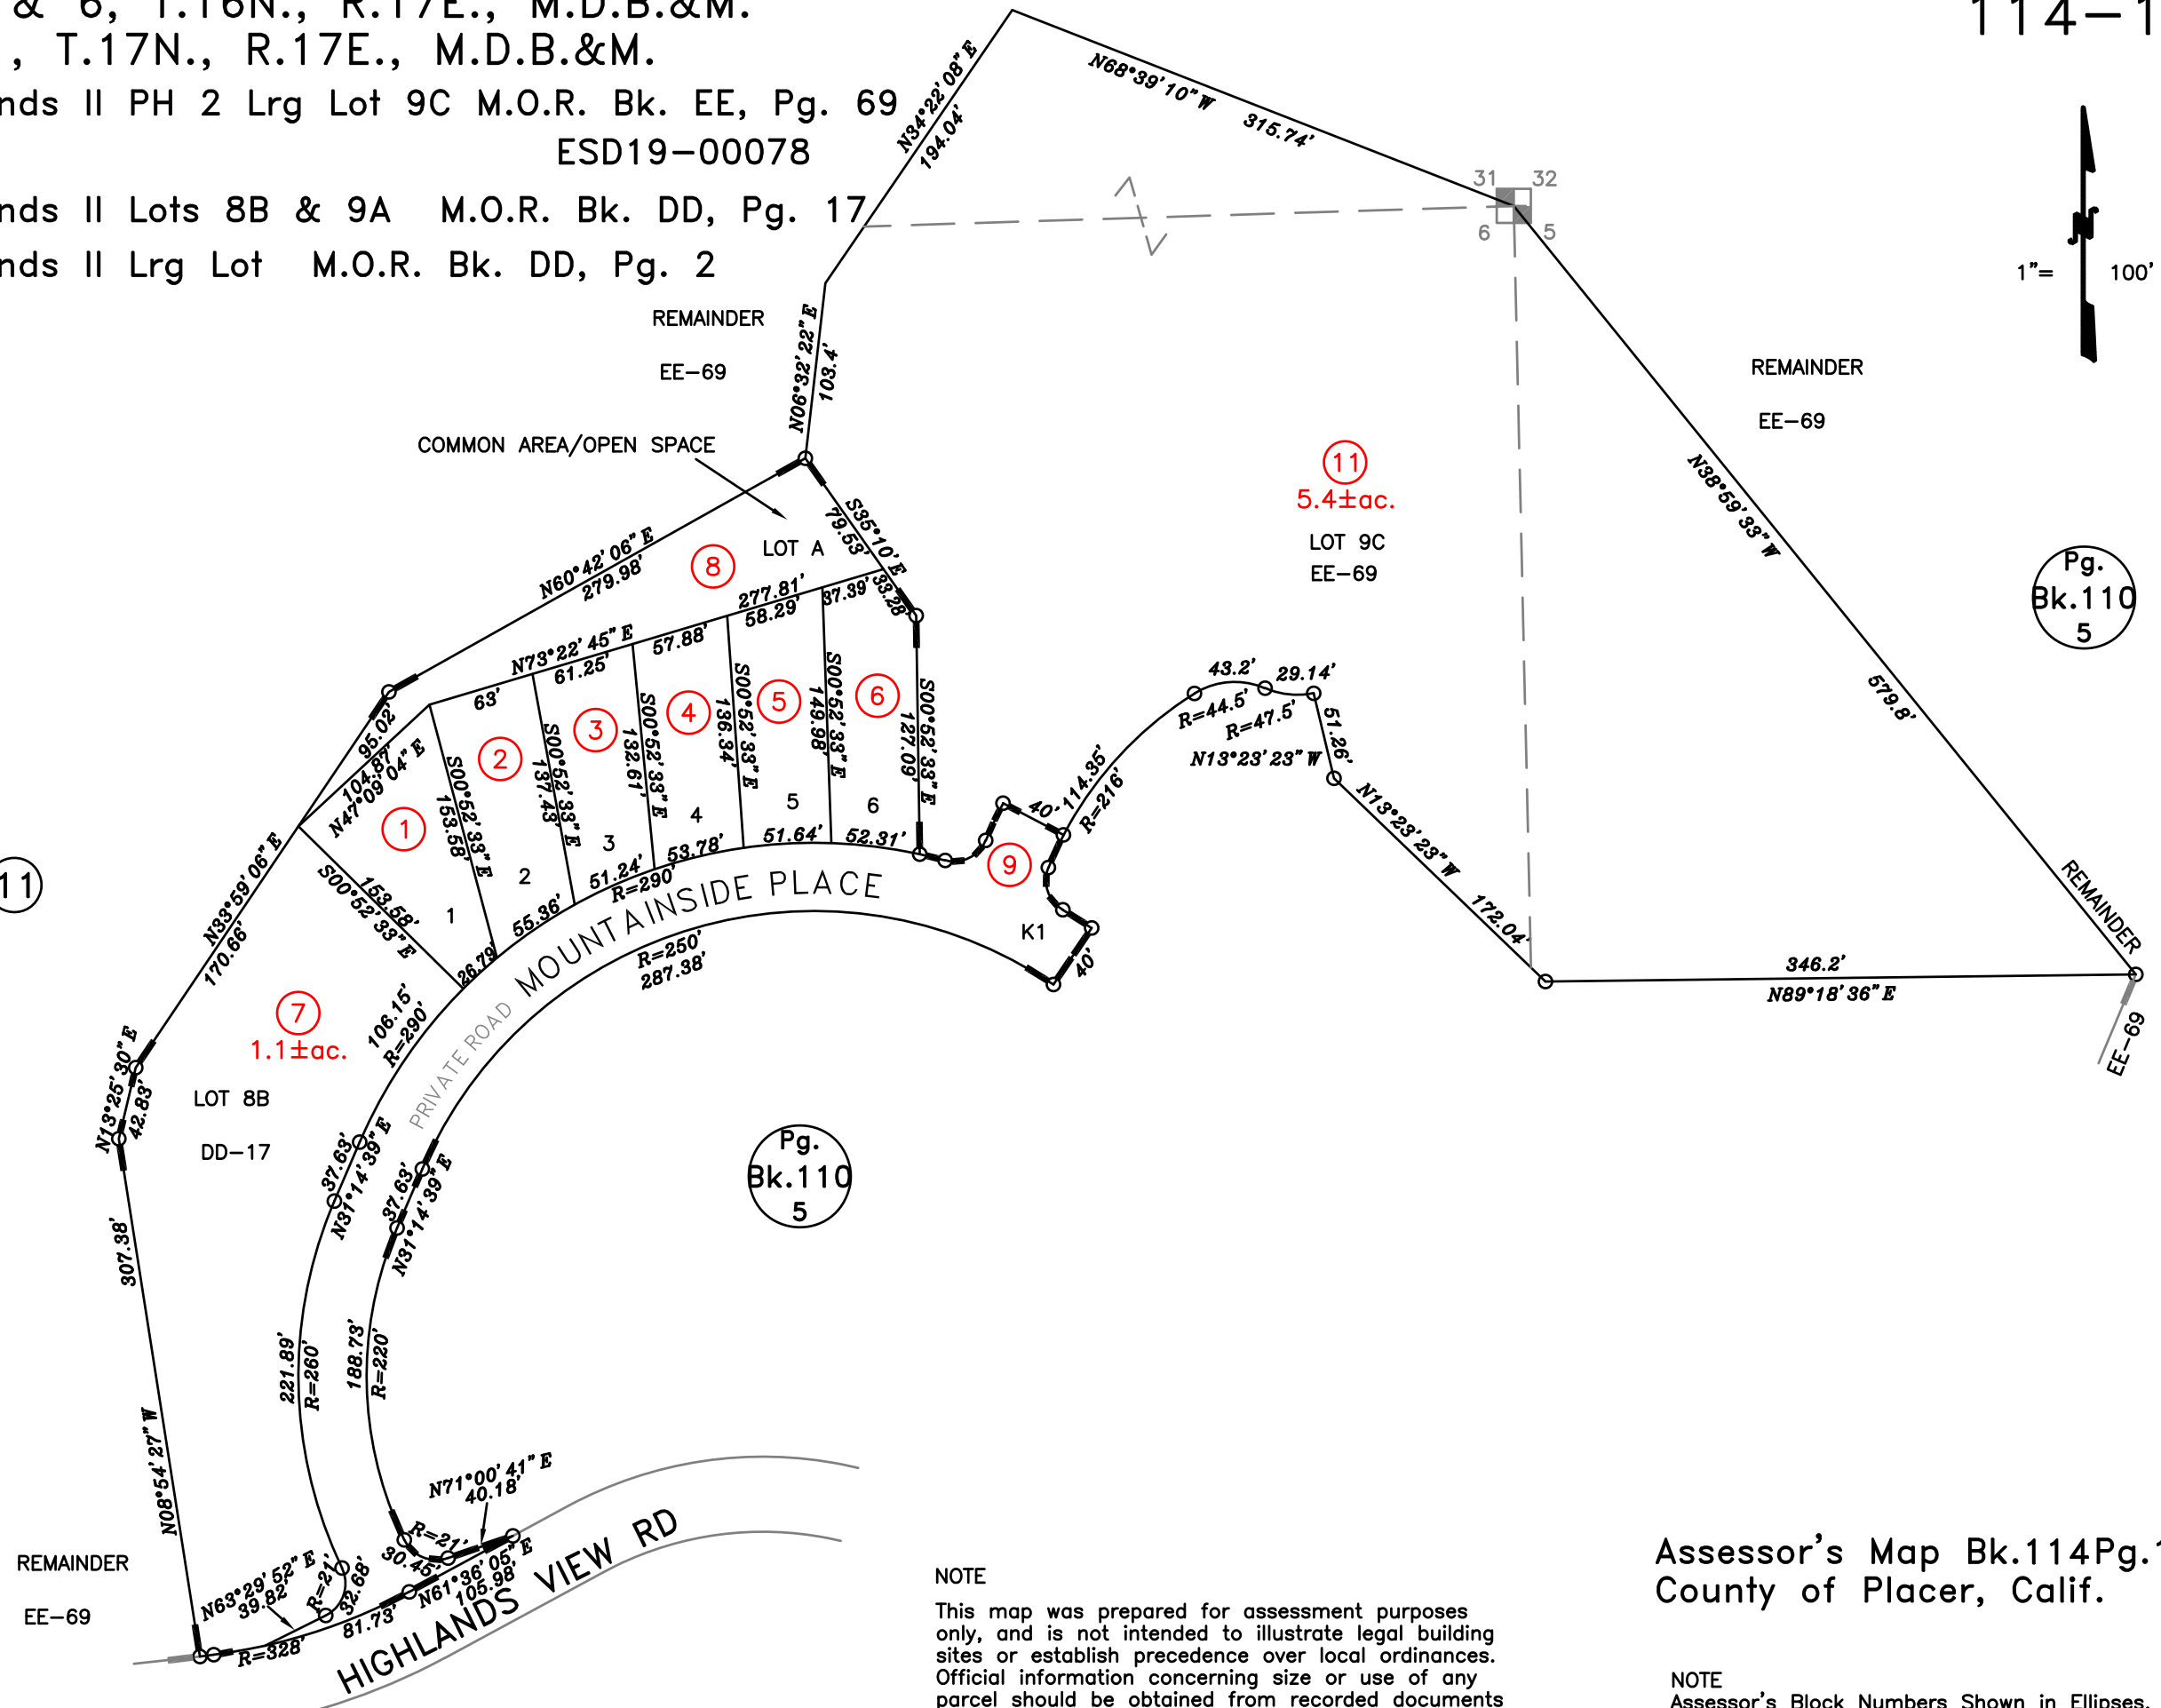 & 6, T.16N., R.17E., M.D.B.&M.
, T.17N., R.17E., M.D.B.&M.
nds II PH 2 Lrg Lot 9C M.O.R. Bk. EE, Pg. 69
ESD19-00078
nds II Lots 8B & 9A M.O.R. Bk. DD, Pg. 17
nds II Lrg Lot M.O.R. Bk. DD, Pg. 2
114-1
N34°22'08"E
194.04'
N68°39'10"W
315.74'
31 32
6 5
N
1"= 100'
REMAINDER
EE-69
N06°32'22"E
103.4'
REMAINDER
EE-69
COMMON AREA/OPEN SPACE
11
5.4±ac.
LOT 9C
EE-69
N38°59'33"W
579.8'
Pg.
Bk.110
5
S35°10'E
79.53'
33.28'
LOT A
8
N60°42'06"E
279.98'
277.81'
N73°22'45"E
63'
61.25'
57.88'
58.29'
37.39'
95.02'
104.87'
N47°09'04"E
S00°52'33"E
153.58'
S00°52'33"E
137.43'
S00°52'33"E
132.61'
S00°52'33"E
136.34'
S00°52'33"E
149.98'
S00°52'33"E
127.09'
1
2
3
4
5
6
1
2
3
4
5
6
153.58'
S00°52'33"E
26.79'
55.36'
51.24'
R=290'
53.78'
51.64'
52.31'
43.2'
R=44.5'
29.14'
R=47.5'
51.26'
N13°23'23"W
114.35'
R=216'
40'
9
K1
40'
N13°23'23"W
172.04'
346.2'
N89°18'36"E
REMAINDER
EE-69
11
N33°59'06"E
170.66'
7
1.1±ac.
LOT 8B
DD-17
106.15'
R=290'
MOUNTAINSIDE PLACE
PRIVATE ROAD
R=250'
287.38'
N13°25'30"E
42.83'
37.63'
N31°14'39"E
37.63'
N31°14'39"E
Pg.
Bk.110
5
307.38'
N08°54'27"W
221.89'
R=260'
188.73'
R=220'
N71°00'41"E
40.18'
R=21'
30.45'
N61°36'05"E
105.98'
N63°29'52"E
39.82'
R=21'
32.68'
81.73'
R=328'
HIGHLANDS VIEW RD
REMAINDER
EE-69
NOTE
This map was prepared for assessment purposes
only, and is not intended to illustrate legal building
sites or establish precedence over local ordinances.
Official information concerning size or use of any
parcel should be obtained from recorded documents
Assessor's Map Bk.114Pg.1
County of Placer, Calif.
NOTE
Assessor's Block Numbers Shown in Ellipses.